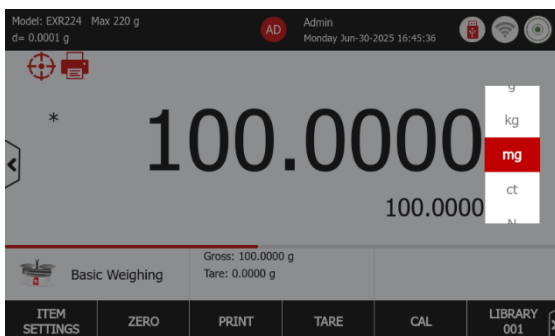 Model: EXR224 Max 220 g
d= 0.0001 g
AD
Admin
Monday Jun-30-2025 16:45:36
*
100.0000
100.0000
g
kg
mg
ct
N
Basic Weighing
Gross: 100.0000 g
Tare: 0.0000 g
ITEM
SETTINGS
ZERO
PRINT
TARE
CAL
LIBRARY
001